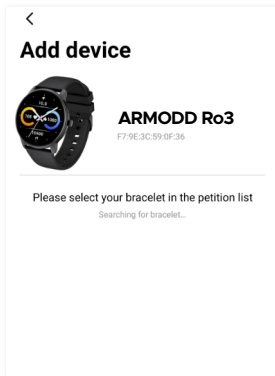 Add device
ARMODD Ro3
F7:9E:3C:59:0F:36
Please select your bracelet in the petition list
Searching for bracelet...